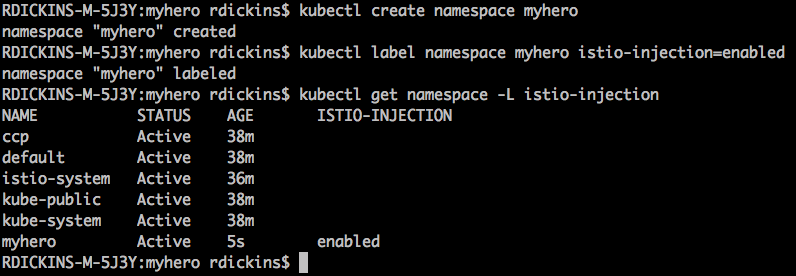 RDICKINS-M-5J3Y:myhero rdickins$ kubectl create namespace myhero
namespace "myhero" created
RDICKINS-M-5J3Y:myhero rdickins$ kubectl label namespace myhero istio-injection=enabled
namespace "myhero" labeled
RDICKINS-M-5J3Y:myhero rdickins$ kubectl get namespace -L istio-injection
NAME STATUS AGE ISTIO-INJECTION
ccp Active 38m
default Active 38m
istio-system Active 36m
kube-public Active 38m
kube-system Active 38m
myhero Active 5s enabled
RDICKINS-M-5J3Y:myhero rdickins$